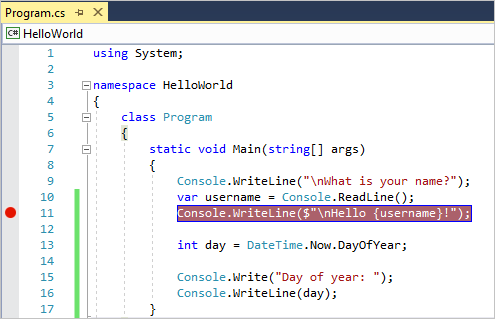 Program.cs
C# HelloWorld
1 using System;
2
3 namespace HelloWorld
4 {
5 class Program
6 {
7 static void Main(string[] args)
8 {
9 Console.WriteLine("\nWhat is your name?");
10 var username = Console.ReadLine();
11 Console.WriteLine($"\nHello {username}!");
12
13 int day = DateTime.Now.DayOfYear;
14
15 Console.Write("Day of year: ");
16 Console.WriteLine(day);
17 }